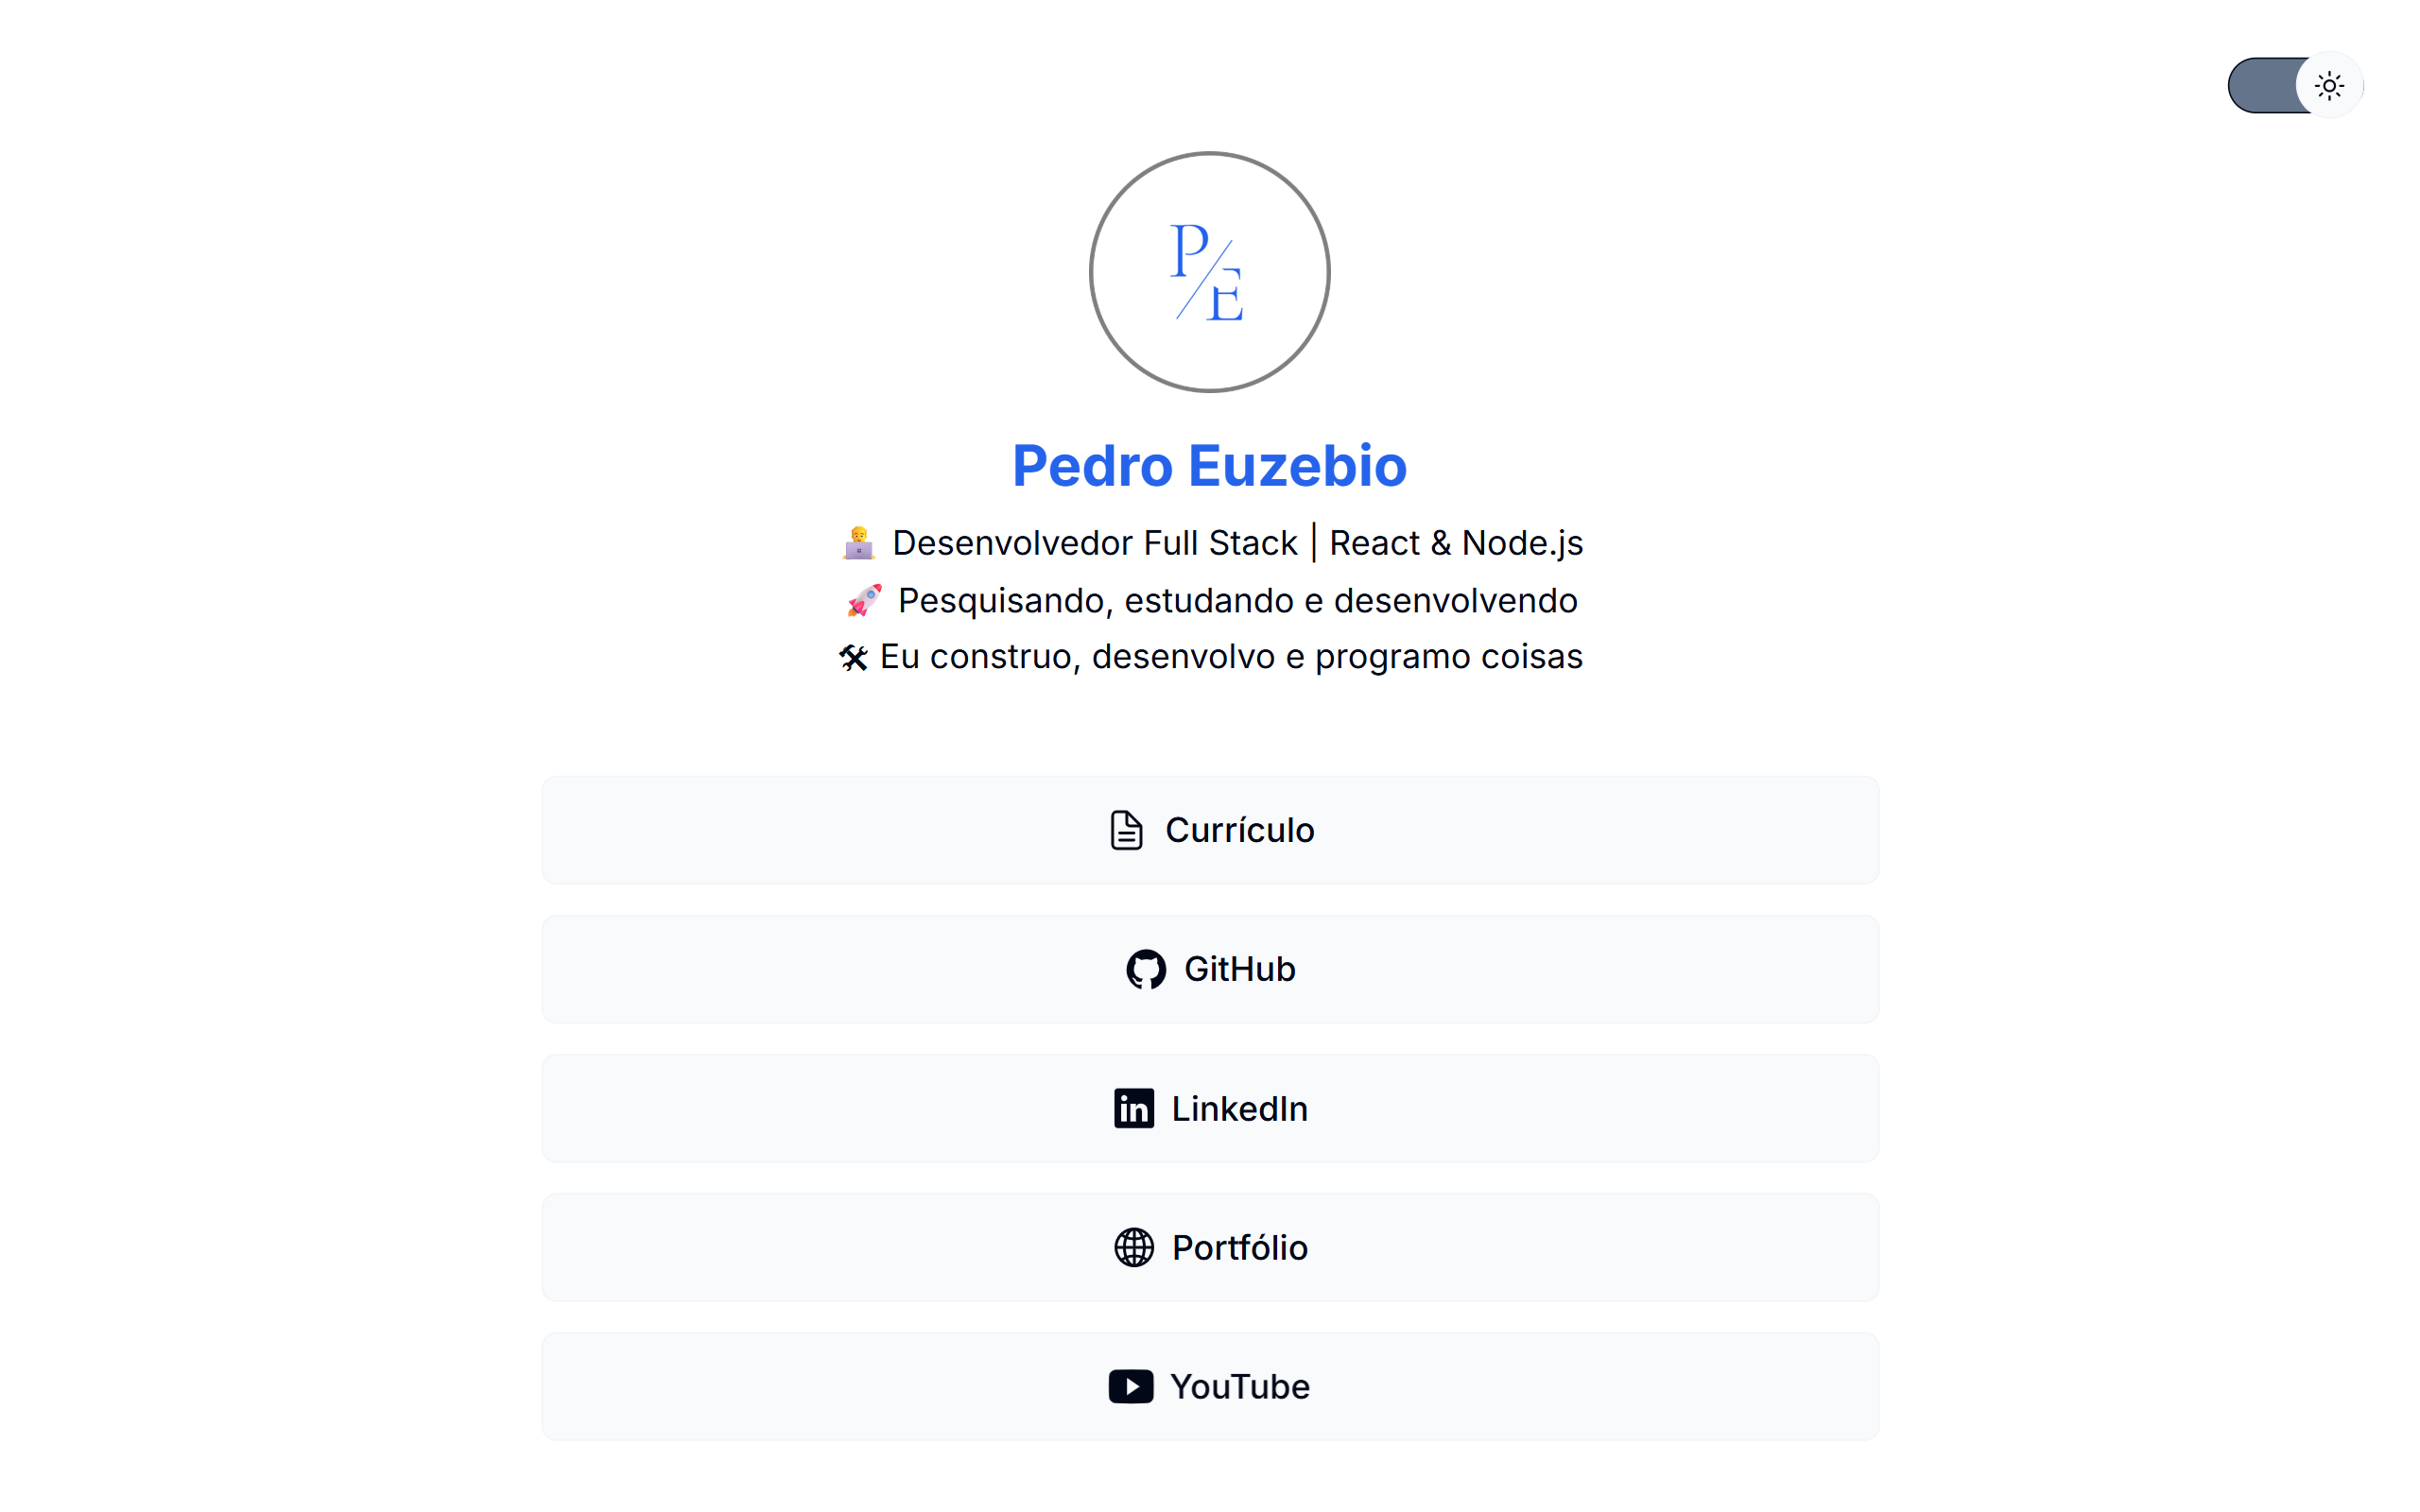 P/E
Pedro Euzebio
👨‍💻 Desenvolvedor Full Stack | React & Node.js
🚀 Pesquisando, estudando e desenvolvendo
🛠 Eu construo, desenvolvo e programo coisas
Currículo
GitHub
in LinkedIn
Portfólio
YouTube